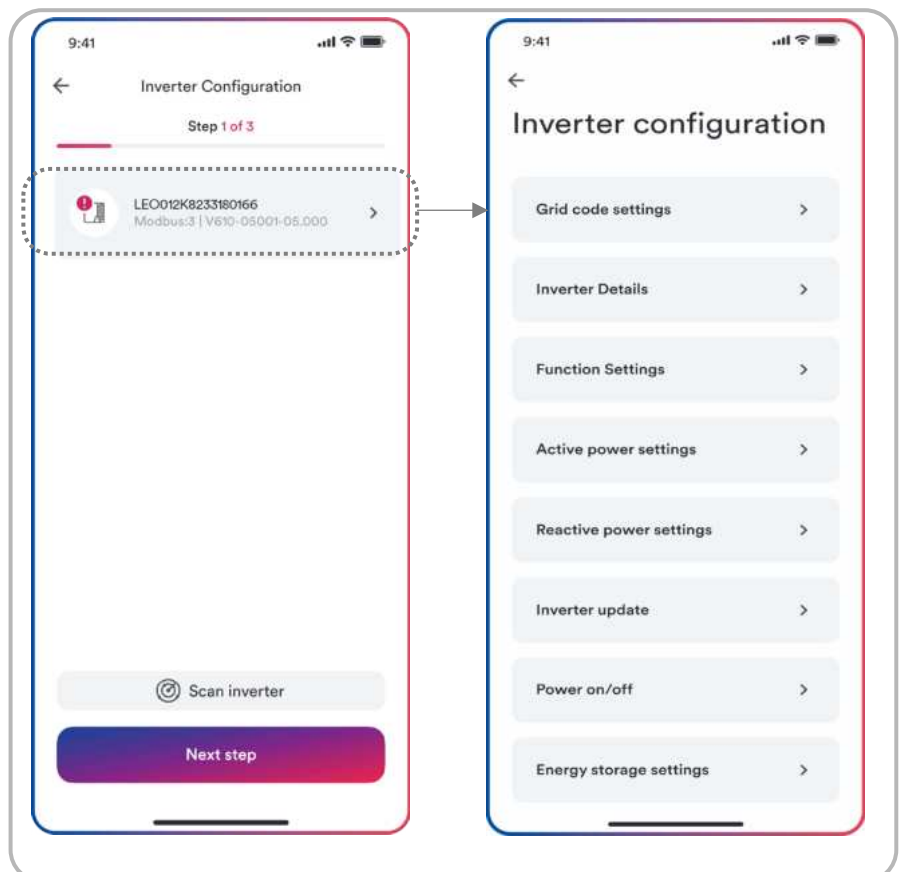 9:41
Inverter Configuration
Step 1 of 3
LEO012K8233180166
Modbus:3 | V610-05001-05.000
Scan inverter
Next step
9:41
Inverter configuration
Grid code settings
Inverter Details
Function Settings
Active power settings
Reactive power settings
Inverter update
Power on/off
Energy storage settings